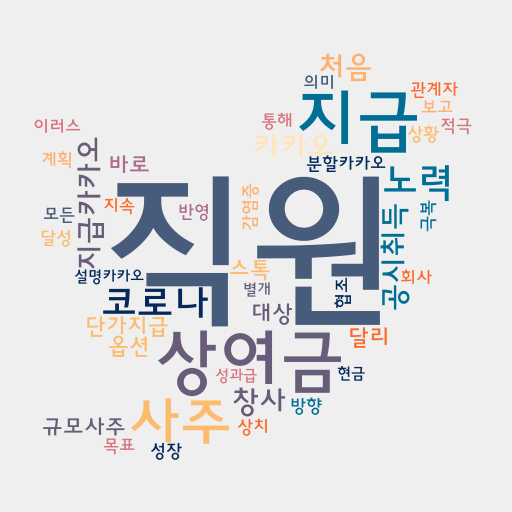 처음
의미
관계자
지급
보고
이러스
통해
카카오
상황
적극
계획
바로
분할카카오
지급카카오
직원
노력
모든
지속
반영
감염증
공시취득
극복
달성
설명카카오
스톡
별개
협조
회사
코로나
대상
단가지급
옵션
달리
상여금
성과급
현금
사주
창사
방향
규모사주
상치
목표
성장